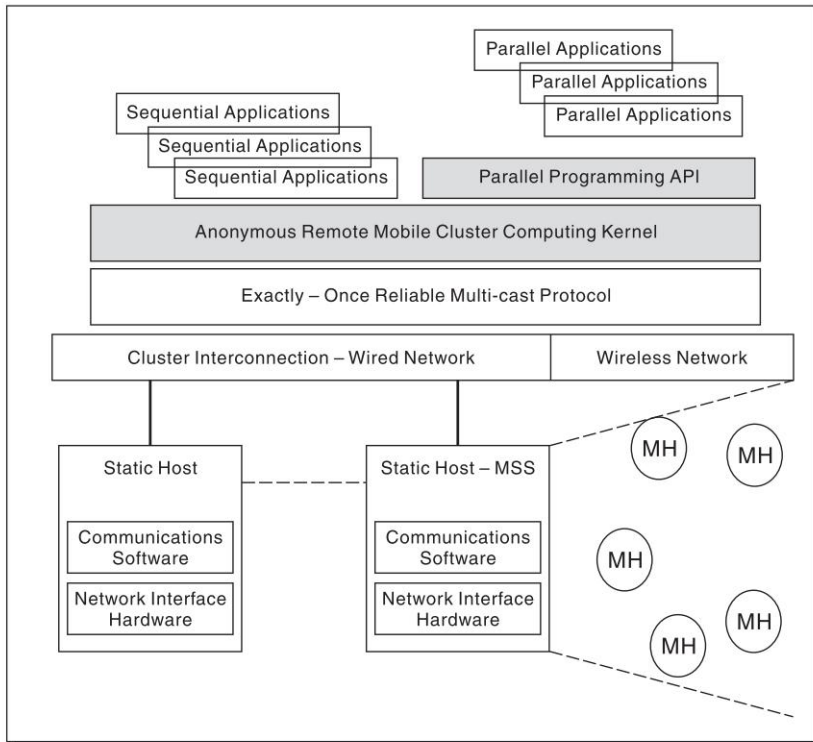 Parallel Applications
Parallel Applications
Parallel Applications
Sequential Applications
Sequential Applications
Sequential Applications
Parallel Programming API
Anonymous Remote Mobile Cluster Computing Kernel
Exactly – Once Reliable Multi-cast Protocol
Cluster Interconnection – Wired Network
Wireless Network
Static Host
Communications
Software
Network Interface
Hardware
Static Host – MSS
Communications
Software
Network Interface
Hardware
MH
MH
MH
MH
MH